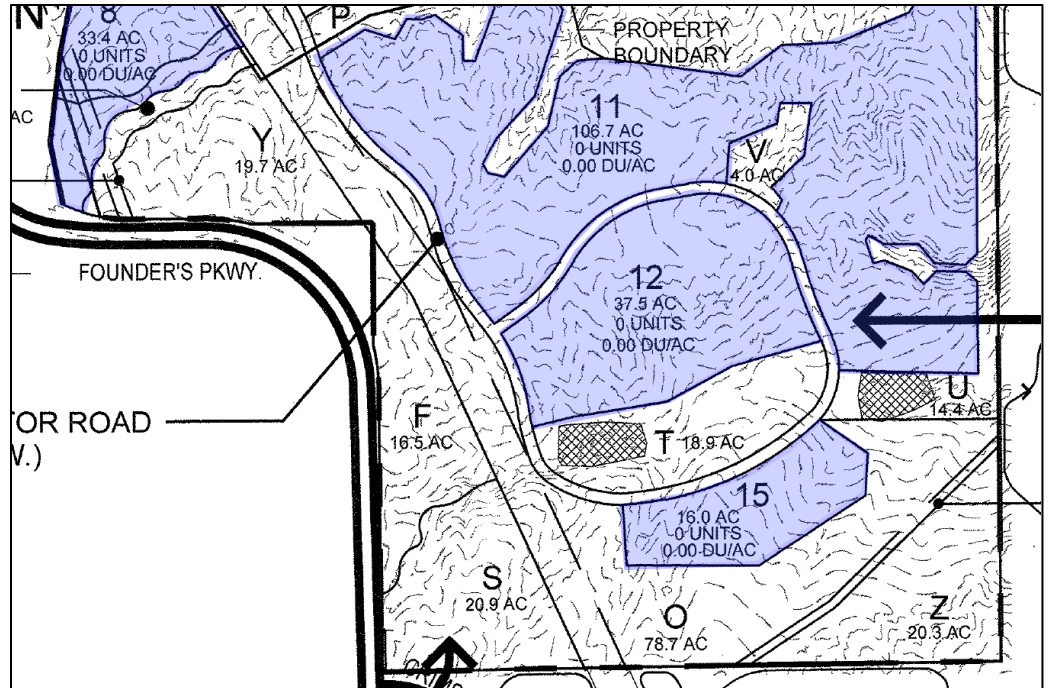 N
8
33.4 AC
0 UNITS
0.00 DU/AC
P
PROPERTY
BOUNDARY
AC
Y
19.7 AC
11
106.7 AC
0 UNITS
0.00 DU/AC
V
4.0 AC
FOUNDER'S PKWY.
12
37.5 AC
0 UNITS
0.00 DU/AC
U
14.4 AC
TOR ROAD
W.)
F
16.5 AC
T 18.9 AC
15
16.0 AC
0 UNITS
0.00 DU/AC
S
20.9 AC
O
78.7 AC
Z
20.3 AC